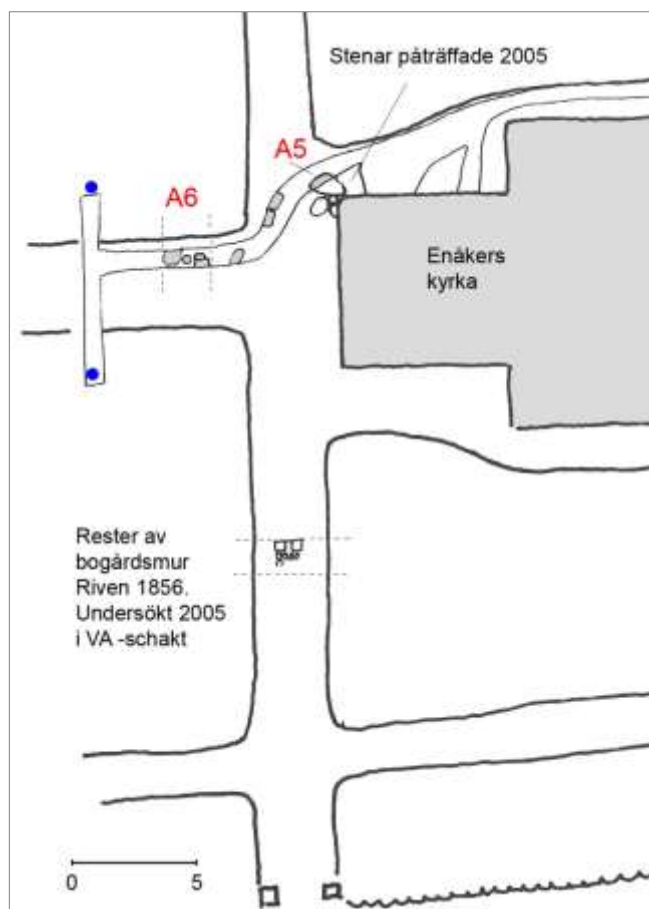 Stenar påträffade 2005
A5
A6
Enåkers
kyrka
Rester av
bogårdsmur
Riven 1856.
Undersökt 2005
i VA -schakt
0 5